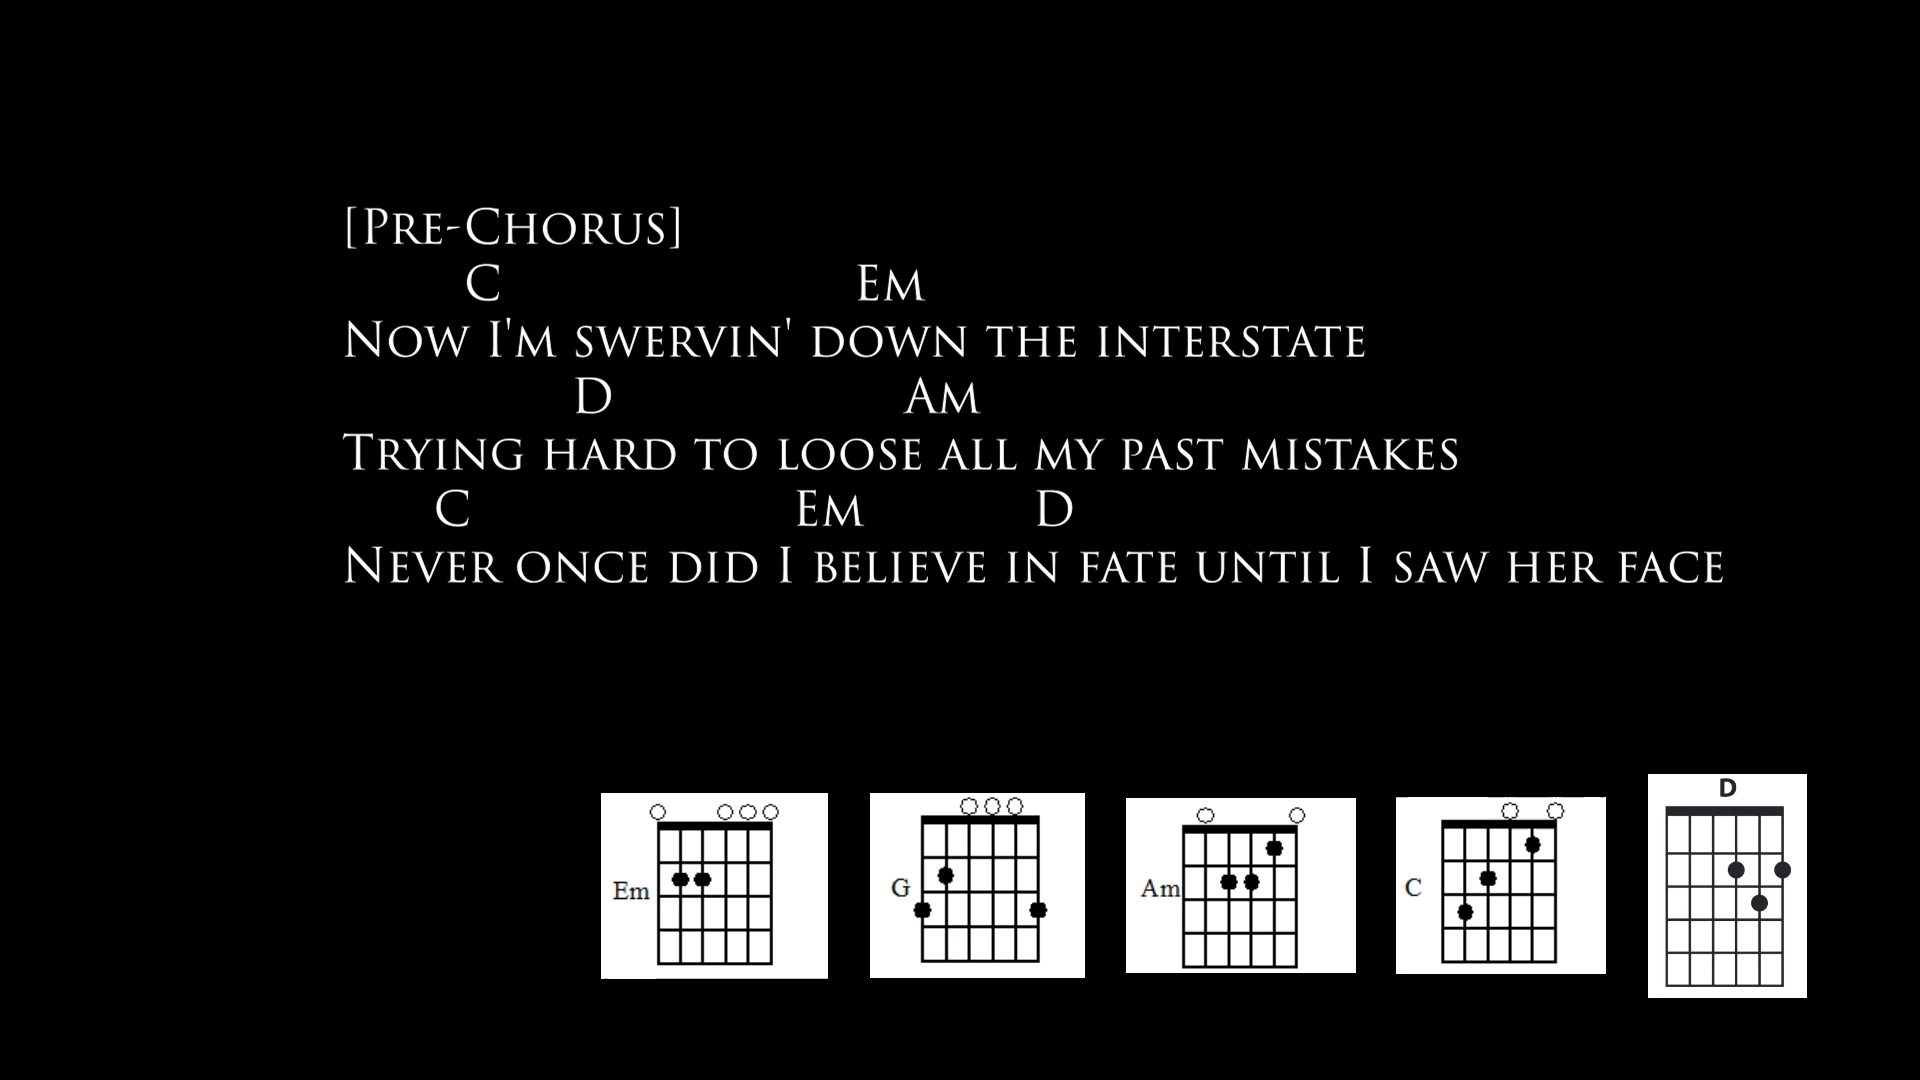 [Pre-Chorus]
C Em
Now I'm swervin' down the interstate
D Am
Trying hard to loose all my past mistakes
C Em D
Never once did I believe in fate until I saw her face
Em
G
Am
C
D